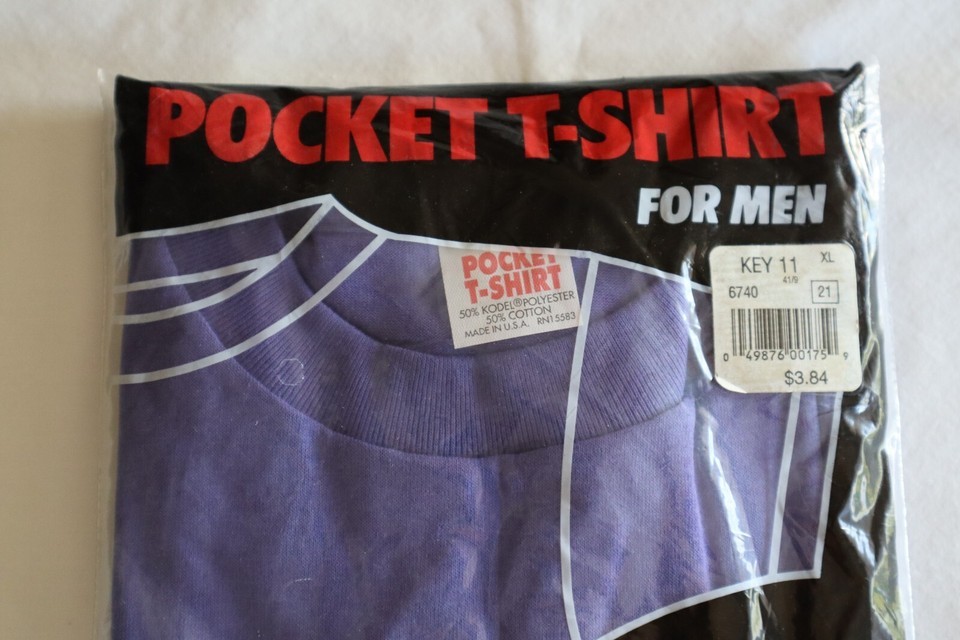 POCKET T-SHIRT
FOR MEN
KEY 11 XL
41/9
6740 21
0 49876 00175 9
$3.84
POCKET
T-SHIRT
50% KODEL® POLYESTER
50% COTTON
MADE IN U.S.A. RN15583